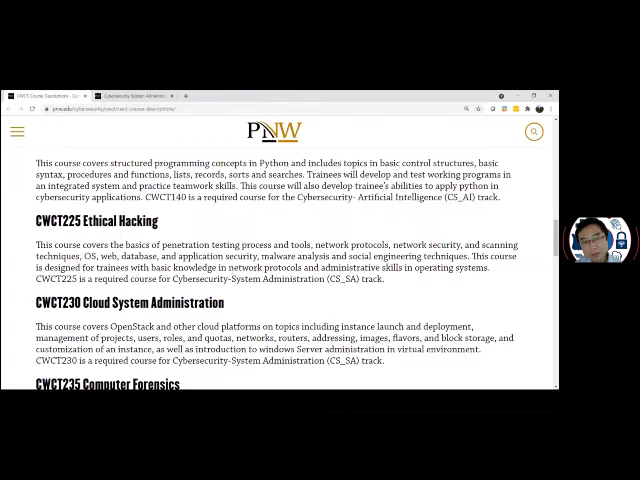 CWCT Course Descriptions - Ce
Cybersecurity System Administr
pnw.edu/cybersecurity/cwct/cwct-course-descriptions/
PNW
This course covers structured programming concepts in Python and includes topics in basic control structures, basic
syntax, procedures and functions, lists, records, sorts and searches. Trainees will develop and test working programs in
an integrated system and practice teamwork skills. This course will also develop trainee's abilities to apply python in
cybersecurity applications. CWCT140 is a required course for the Cybersecurity- Artificial Intelligence (CS_AI) track.
CWCT225 Ethical Hacking
This course covers the basics of penetration testing process and tools, network protocols, network security, and scanning
techniques, OS, web, database, and application security, malware analysis and social engineering techniques. This course
is designed for trainees with basic knowledge in network protocols and administrative skills in operating systems.
CWCT225 is a required course for Cybersecurity-System Administration (CS_SA) track.
CWCT230 Cloud System Administration
This course covers OpenStack and other cloud platforms on topics including instance launch and deployment,
management of projects, users, roles, and quotas, networks, routers, addressing, images, flavors, and block storage, and
customization of an instance, as well as introduction to windows Server administration in virtual environment.
CWCT230 is a required course for Cybersecurity-System Administration (CS_SA) track.
CWCT235 Computer Forensics